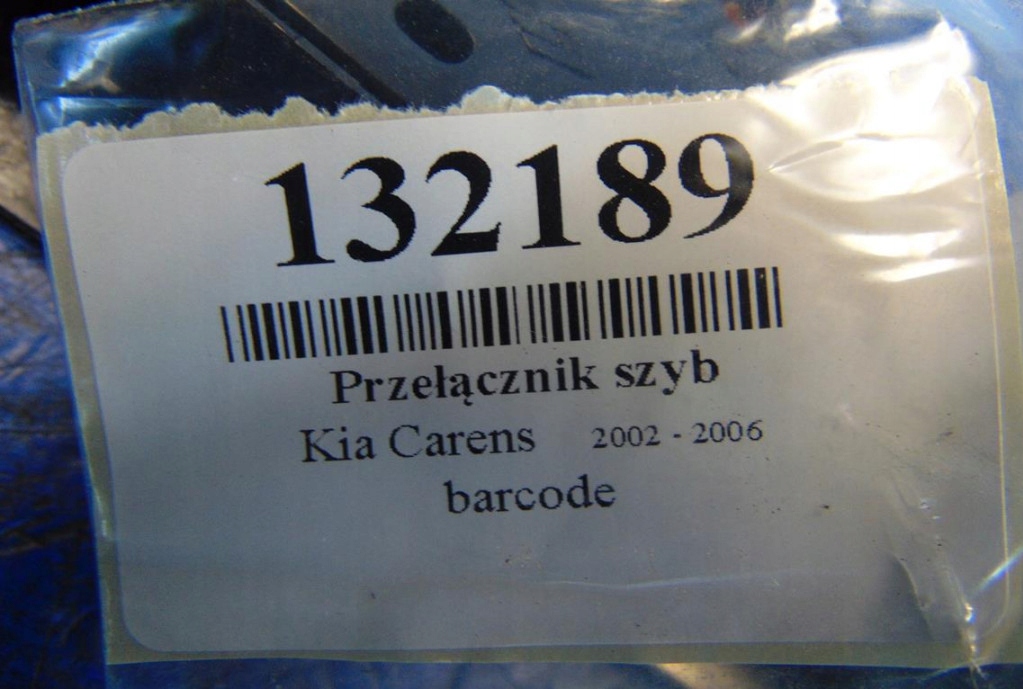 132189
Przełącznik szyb
Kia Carens 2002 - 2006
barcode